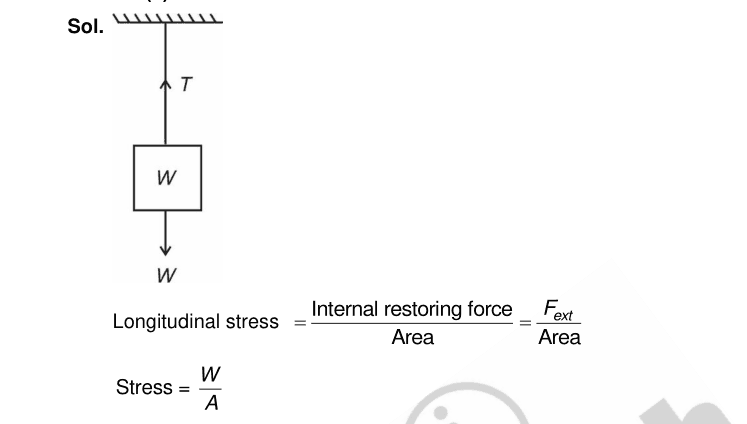 Sol.
T
W
W
Longitudinal stress = Internal restoring force / Area = F_ext / Area
Stress = W / A